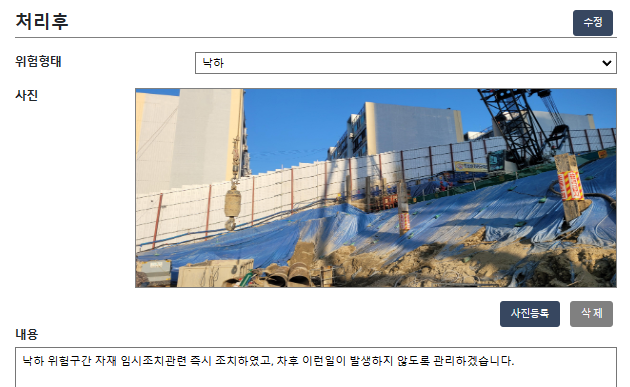 처리후
수정
위험형태
낙하
사진
사진등록
삭 제
내용
낙하 위험구간 자재 임시조치관련 즉시 조치하였고, 차후 이런일이 발생하지 않도록 관리하겠습니다.